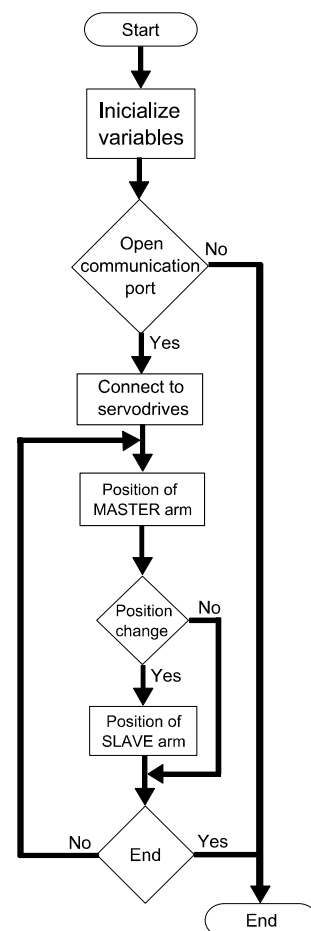 Start
Inicialize
variables
Open
communication
port
No
Yes
Connect to
servodrives
Position of
MASTER arm
Position
change
No
Yes
Position of
SLAVE arm
No
End
Yes
End